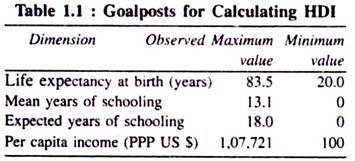 Table 1.1 : Goalposts for Calculating HDI
Dimension Observed Maximum Minimum
value value
Life expectancy at birth (years) 83.5 20.0
Mean years of schooling 13.1 0
Expected years of schooling 18.0 0
Per capita income (PPP US $) 1,07,721 100